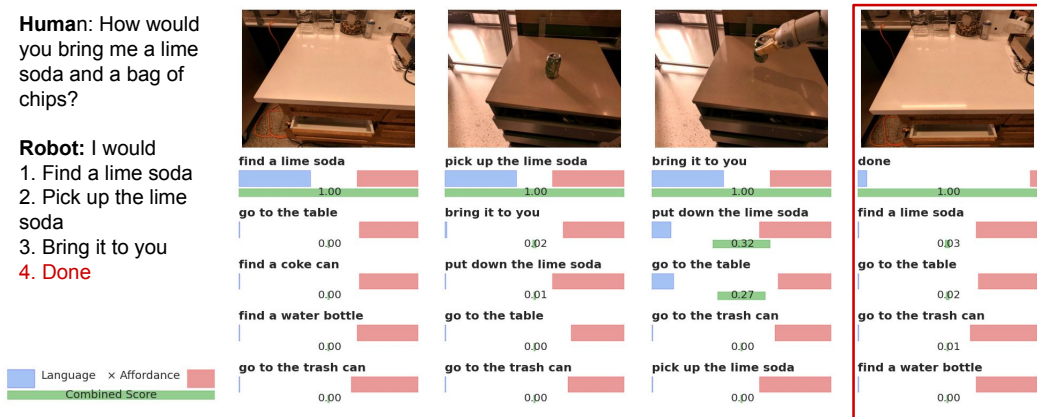 Human: How would
you bring me a lime
soda and a bag of
chips?
Robot: I would
1. Find a lime soda
2. Pick up the lime
soda
3. Bring it to you
4. Done
Language × Affordance
Combined Score
find a lime soda
1.00
go to the table
0.00
find a coke can
0.00
find a water bottle
0.00
go to the trash can
0.00
pick up the lime soda
1.00
bring it to you
0.02
put down the lime soda
0.01
go to the table
0.00
go to the trash can
0.00
bring it to you
1.00
put down the lime soda
0.32
go to the table
0.27
go to the trash can
0.00
pick up the lime soda
0.00
done
1.00
find a lime soda
0.03
go to the table
0.02
go to the trash can
0.01
find a water bottle
0.00